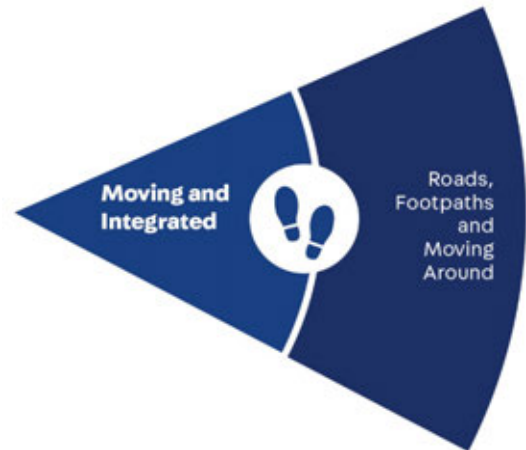 Moving and
Integrated
Roads,
Footpaths
and
Moving
Around